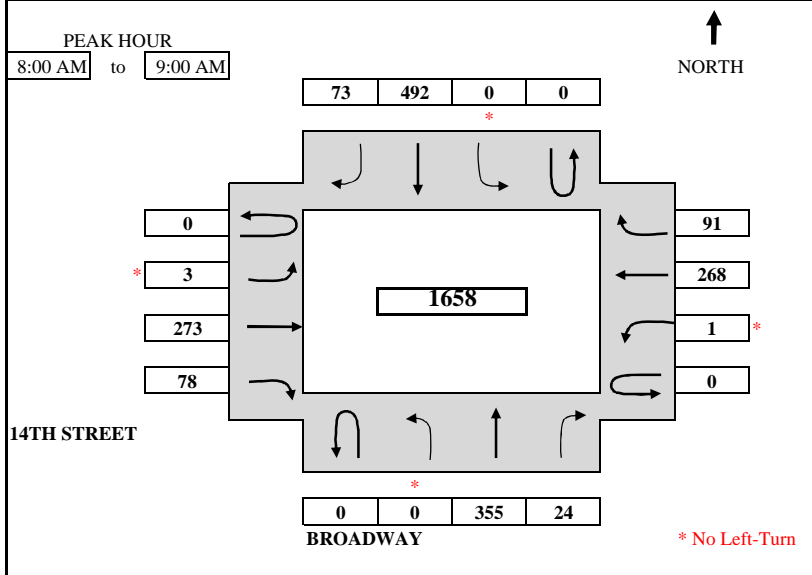 PEAK HOUR
8:00 AM to 9:00 AM
NORTH
73 492 0 0
*
0 91
* 3 268
1658
273 1 *
78 0
14TH STREET
*
0 0 355 24
BROADWAY
* No Left-Turn